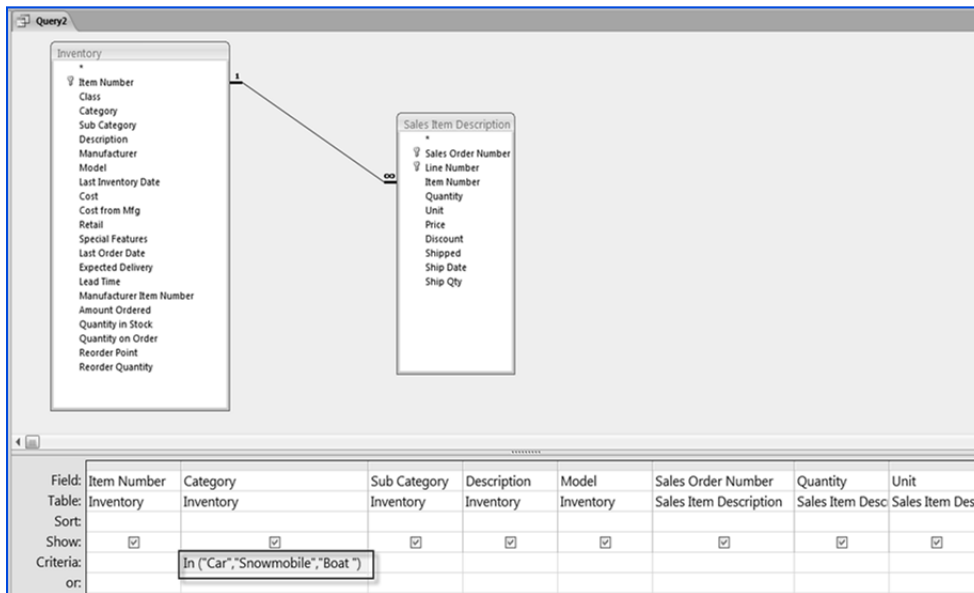 Query2
Inventory
*
Item Number
Class
Category
Sub Category
Description
Manufacturer
Model
Last Inventory Date
Cost
Cost from Mfg
Retail
Special Features
Last Order Date
Expected Delivery
Lead Time
Manufacturer Item Number
Amount Ordered
Quantity in Stock
Quantity on Order
Reorder Point
Reorder Quantity
1
∞
Sales Item Description
*
Sales Order Number
Line Number
Item Number
Quantity
Unit
Price
Discount
Shipped
Ship Date
Ship Qty
Field: Item Number Category Sub Category Description Model Sales Order Number Quantity Unit
Table: Inventory Inventory Inventory Inventory Inventory Sales Item Description Sales Item Desc Sales Item Des
Sort:
Show:
Criteria: In ("Car","Snowmobile","Boat ")
or: